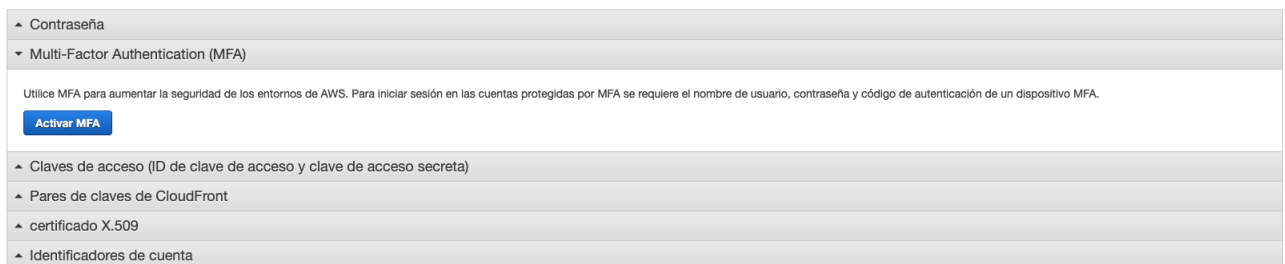 Contraseña
Multi-Factor Authentication (MFA)
Utilice MFA para aumentar la seguridad de los entornos de AWS. Para iniciar sesión en las cuentas protegidas por MFA se requiere el nombre de usuario, contraseña y código de autenticación de un dispositivo MFA.
Activar MFA
Claves de acceso (ID de clave de acceso y clave de acceso secreta)
Pares de claves de CloudFront
certificado X.509
Identificadores de cuenta